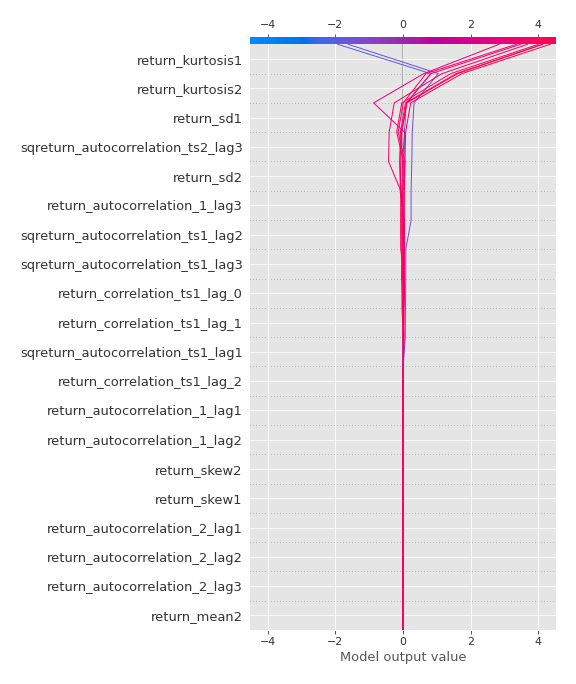 −4 −2 0 2 4
return_kurtosis1
return_kurtosis2
return_sd1
sqreturn_autocorrelation_ts2_lag3
return_sd2
return_autocorrelation_1_lag3
sqreturn_autocorrelation_ts1_lag2
sqreturn_autocorrelation_ts1_lag3
return_correlation_ts1_lag_0
return_correlation_ts1_lag_1
sqreturn_autocorrelation_ts1_lag1
return_correlation_ts1_lag_2
return_autocorrelation_1_lag1
return_autocorrelation_1_lag2
return_skew2
return_skew1
return_autocorrelation_2_lag1
return_autocorrelation_2_lag2
return_autocorrelation_2_lag3
return_mean2
−4 −2 0 2 4
Model output value